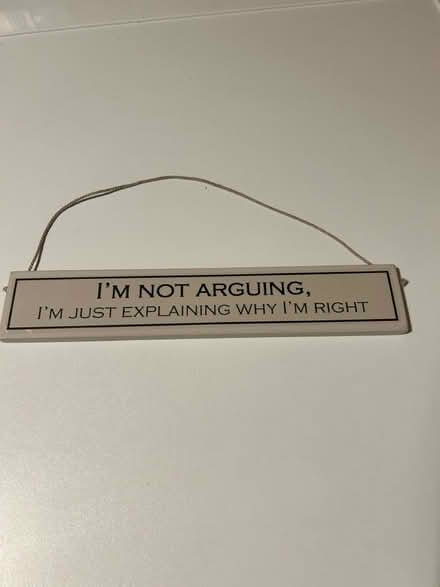 I'M NOT ARGUING,
I'M JUST EXPLAINING WHY I'M RIGHT